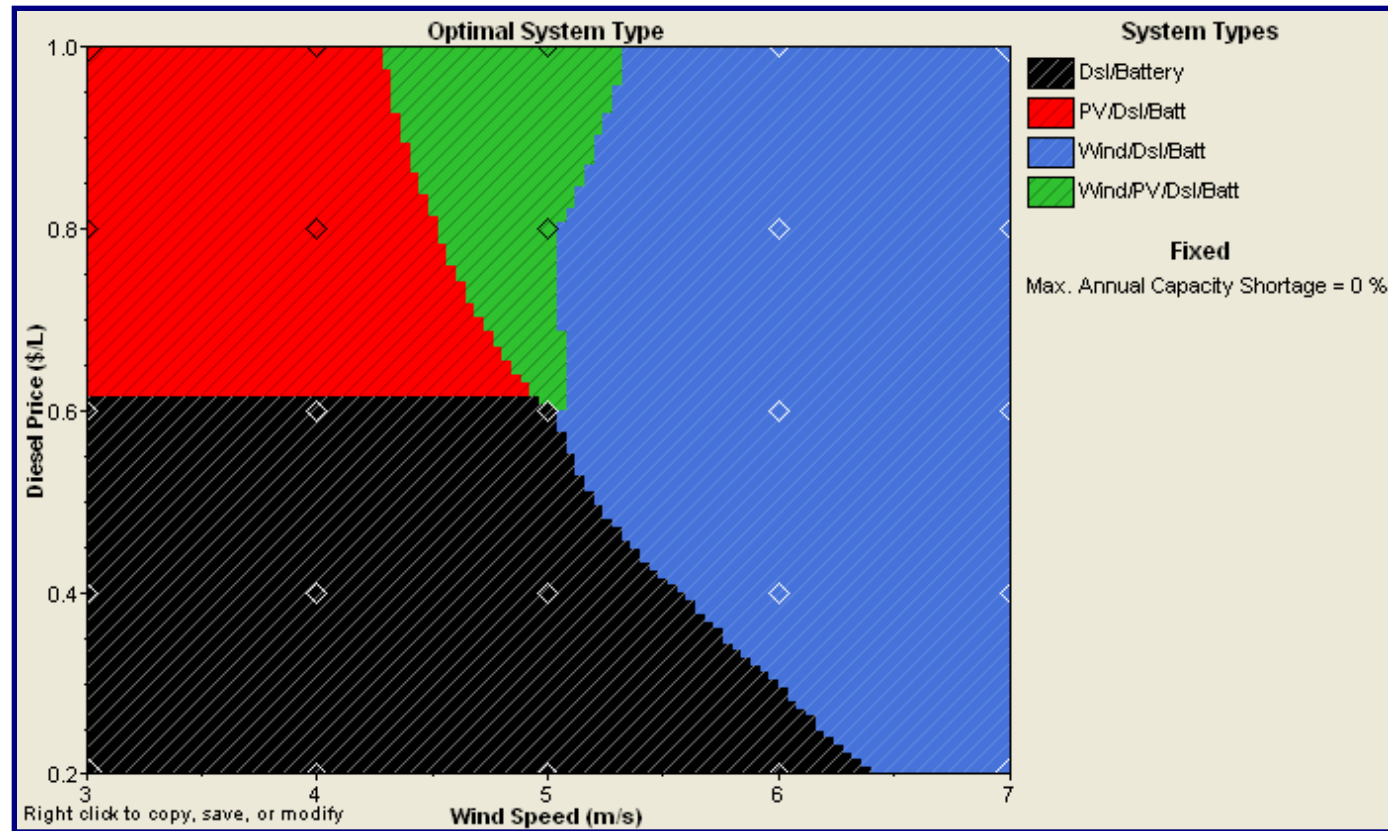 Optimal System Type
System Types
1.0
Dsl/Battery
PV/Dsl/Batt
Wind/Dsl/Batt
Wind/PV/Dsl/Batt
0.8
Fixed
Max. Annual Capacity Shortage = 0 %
Diesel Price ($/L)
0.6
0.4
0.2
3
4
5
6
7
Right click to copy, save, or modify
Wind Speed (m/s)